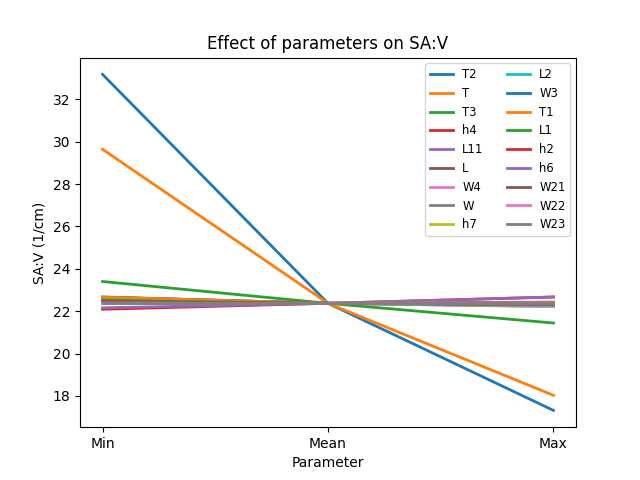 Effect of parameters on SA:V
SA:V (1/cm)
32
30
28
26
24
22
20
18
T2
T
T3
h4
L11
L
W4
W
h7
L2
W3
T1
L1
h2
h6
W21
W22
W23
Min
Mean
Max
Parameter